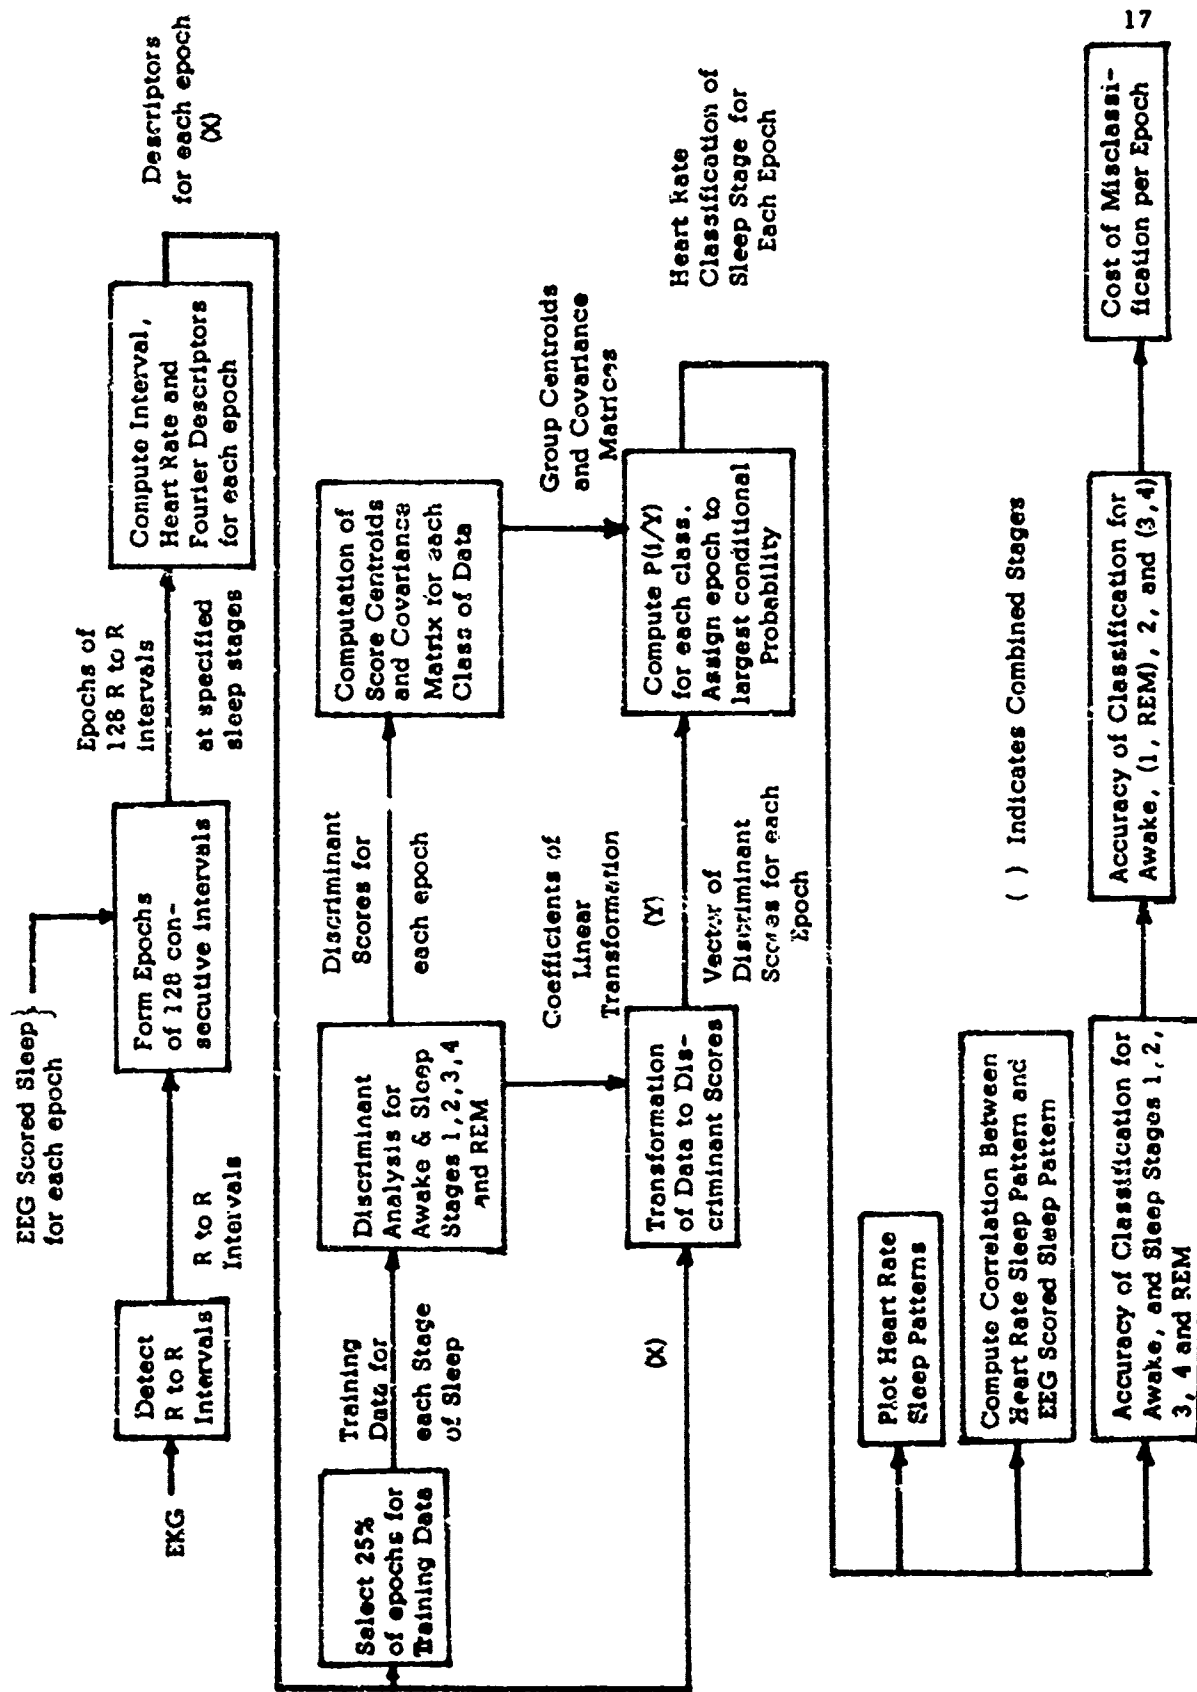 EEG Scored Sleep}
for each epoch
EKG
Detect
R to R
Intervals
R to R
Intervals
Form Epochs
of 128 con-
secutive intervals
Epochs of
128 R to R
intervals
at specified
sleep stages
Compute Interval,
Heart Rate and
Fourier Descriptors
for each epoch
Descriptors
for each epoch
(X)
Select 25%
of epochs for
Training Data
Training
Data for
each Stage
of Sleep
Discriminant
Analysis for
Awake & Sleep
Stages 1,2,3,4
and REM
Discriminant
Scores for
each epoch
Computation of
Score Centroids
and Covariance
Matrix for each
Class of Data
Coefficients of
Linear
Transformation
Group Centroids
and Covariance
Matrices
(X)
Transformation
of Data to Dis-
criminant Scores
(Y)
Vector of
Discriminant
Scores for each
Epoch
Compute P(i/Y)
for each class.
Assign epoch to
largest conditional
Probability
Heart Rate
Classification of
Sleep Stage for
Each Epoch
Plot Heart Rate
Sleep Patterns
Compute Correlation Between
Heart Rate Sleep Pattern and
EEG Scored Sleep Pattern
( ) Indicates Combined Stages
Accuracy of Classification for
Awake, and Sleep Stages 1,2,
3, 4 and REM
Accuracy of Classification for
Awake, (1, REM), 2, and (3,4)
Cost of Misclassi-
fication per Epoch
17